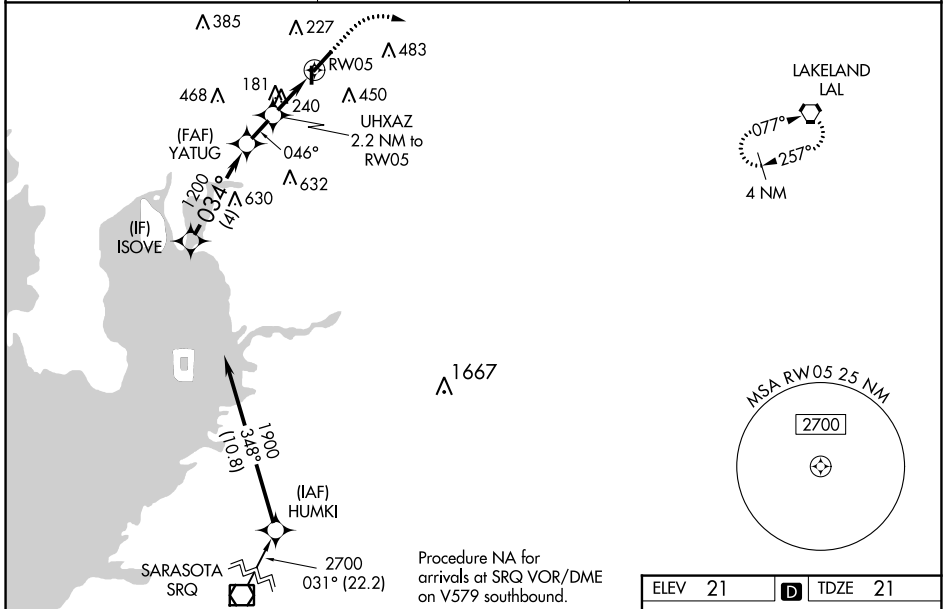 385
227
483
RW05
181
468
240
450
UHXAZ
2.2 NM to
RW05
(FAF)
YATUG
046°
632
1200
034°
(4)
630
(IF)
ISOVE
LAKELAND
LAL
077°
257°
4 NM
1667
MSA RW05 25 NM
2700
1900
348°
(10.8)
(IAF)
HUMKI
SARASOTA
SRQ
2700
031° (22.2)
Procedure NA for
arrivals at SRQ VOR/DME
on V579 southbound.
ELEV 21
D
TDZE 21